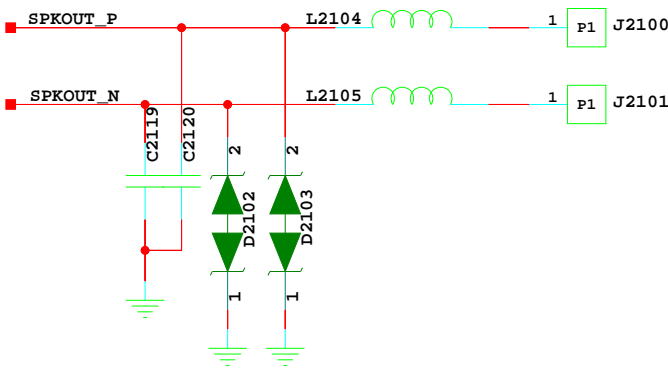 SPKOUT_P
L2104
1
P1
J2100
SPKOUT_N
L2105
1
P1
J2101
C2119
C2120
2
2
D2102
D2103
1
1